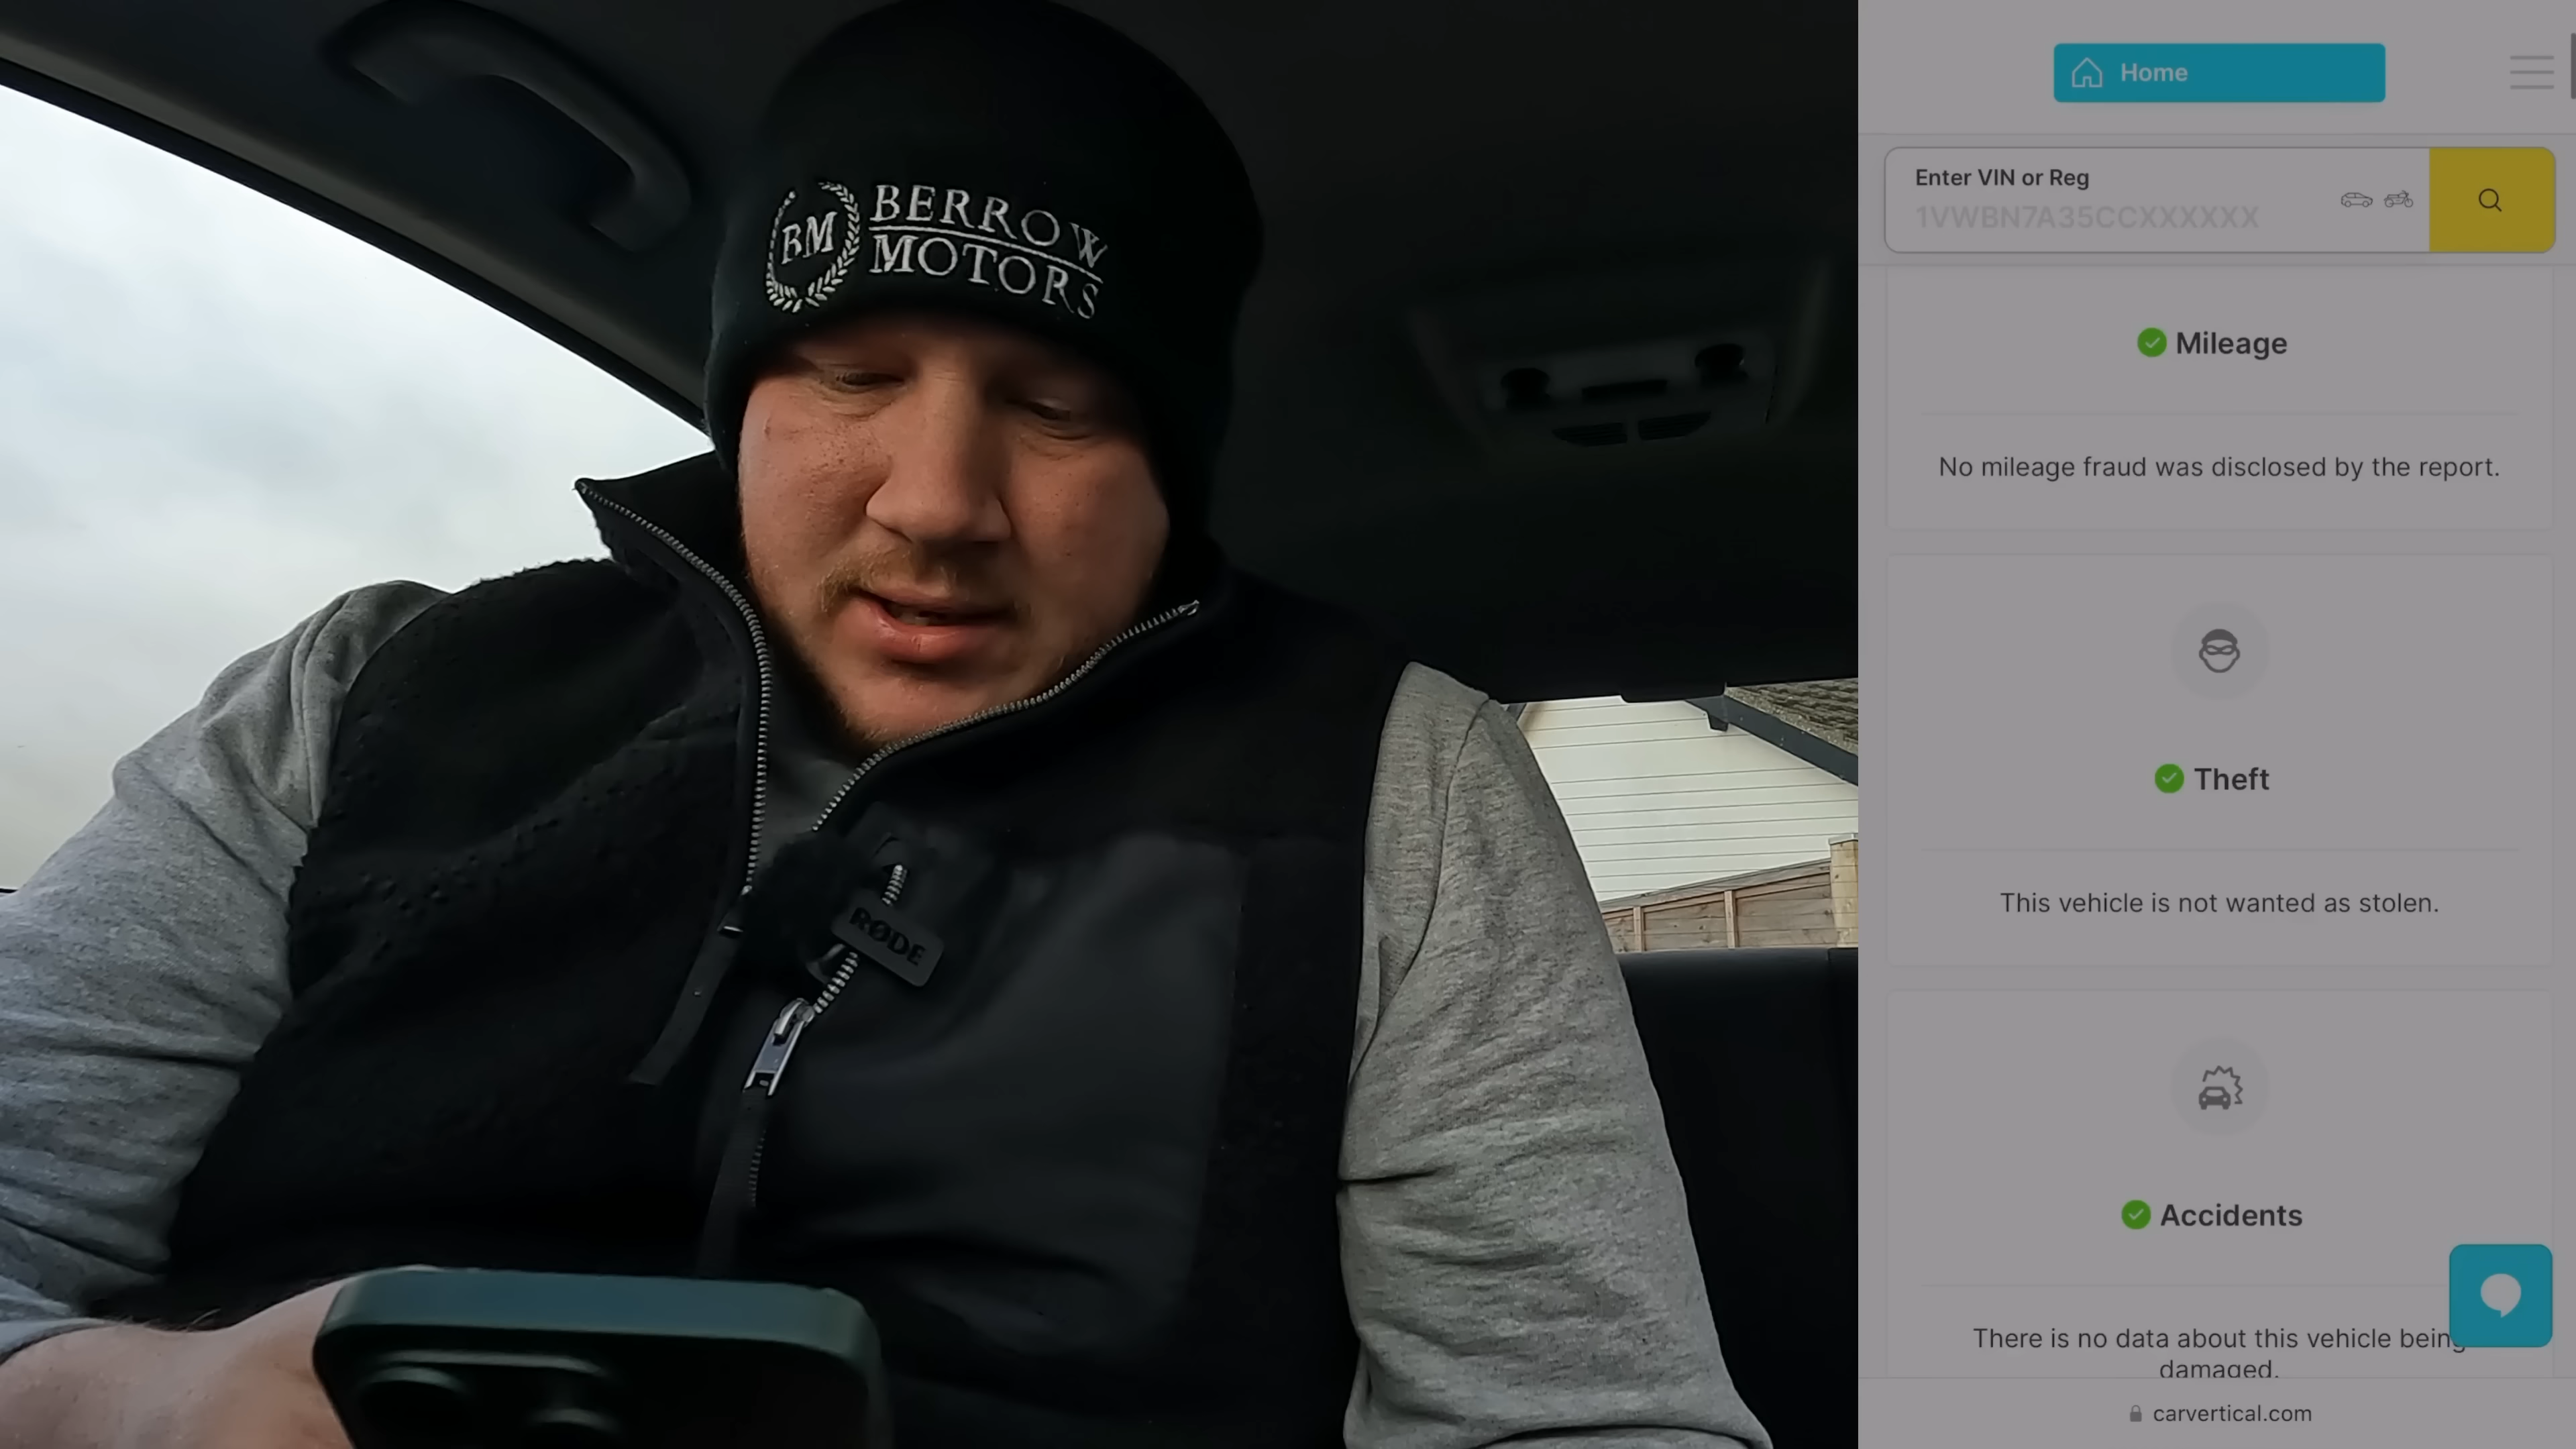 BM
BERROW
MOTORS
RØDE
Home
Enter VIN or Reg
1VWBN7A35CCXXXXXX
Mileage
No mileage fraud was disclosed by the report.
Theft
This vehicle is not wanted as stolen.
Accidents
There is no data about this vehicle being
damaged.
carvertical.com